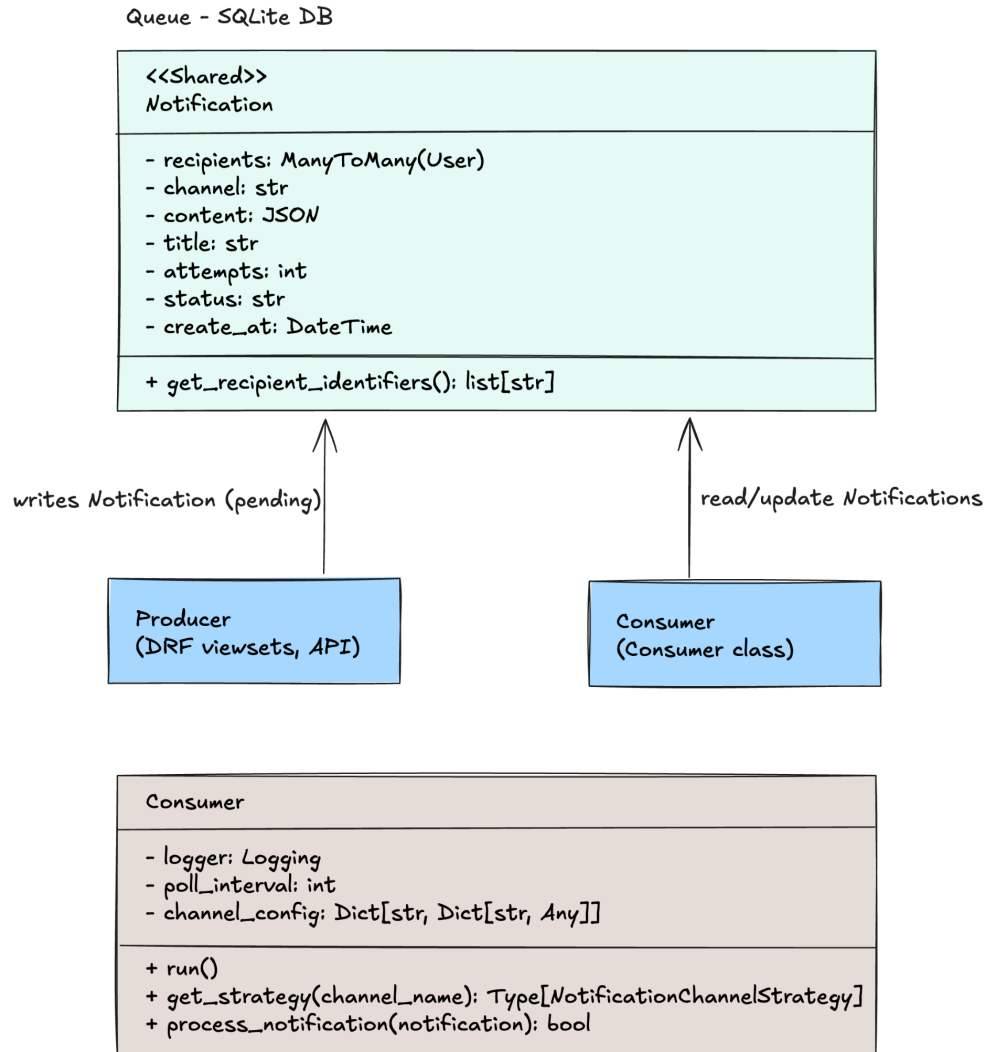 Queue - SQLite DB
<<Shared>>
Notification
- recipients: ManyToMany(User)
- channel: str
- content: JSON
- title: str
- attempts: int
- status: str
- create_at: DateTime
+ get_recipient_identifiers(): list[str]
writes Notification (pending)
read/update Notifications
Producer
(DRF viewsets, API)
Consumer
(Consumer class)
Consumer
- logger: Logging
- poll_interval: int
- channel_config: Dict[str, Dict[str, Any]]
+ run()
+ get_strategy(channel_name): Type[NotificationChannelStrategy]
+ process_notification(notification): bool